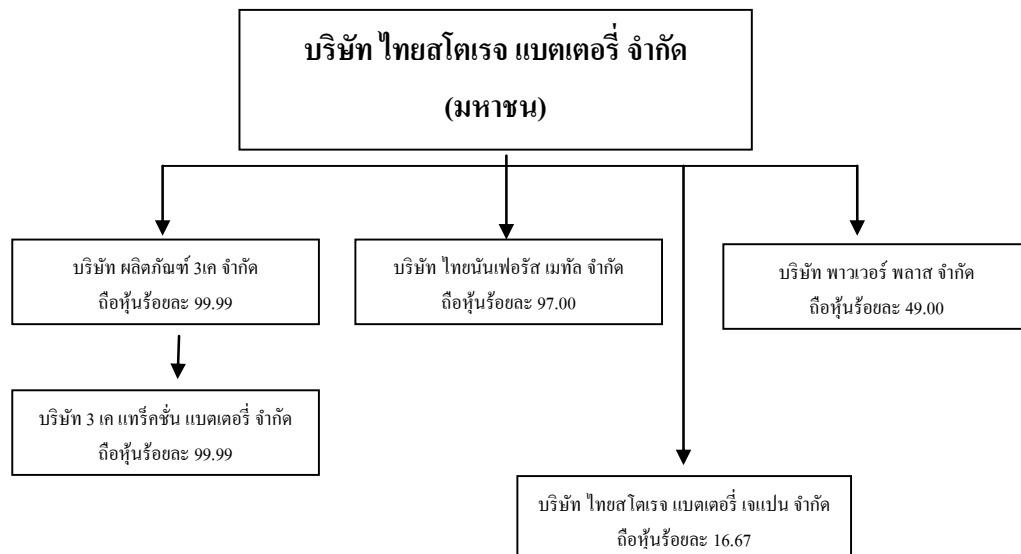 บริษัท ไทยสโตเรจ แบตเตอรี่ จำกัด
(มหาชน)
บริษัท ผลิตภัณฑ์ 3เค จำกัด
ถือหุ้นร้อยละ 99.99
บริษัท ไทยนันเฟอรัส เมทัล จำกัด
ถือหุ้นร้อยละ 97.00
บริษัท พาวเวอร์ พลาส จำกัด
ถือหุ้นร้อยละ 49.00
บริษัท 3 เค แทร็คชั่น แบตเตอรี่ จำกัด
ถือหุ้นร้อยละ 99.99
บริษัท ไทยสโตเรจ แบตเตอรี่ เจแปน จำกัด
ถือหุ้นร้อยละ 16.67